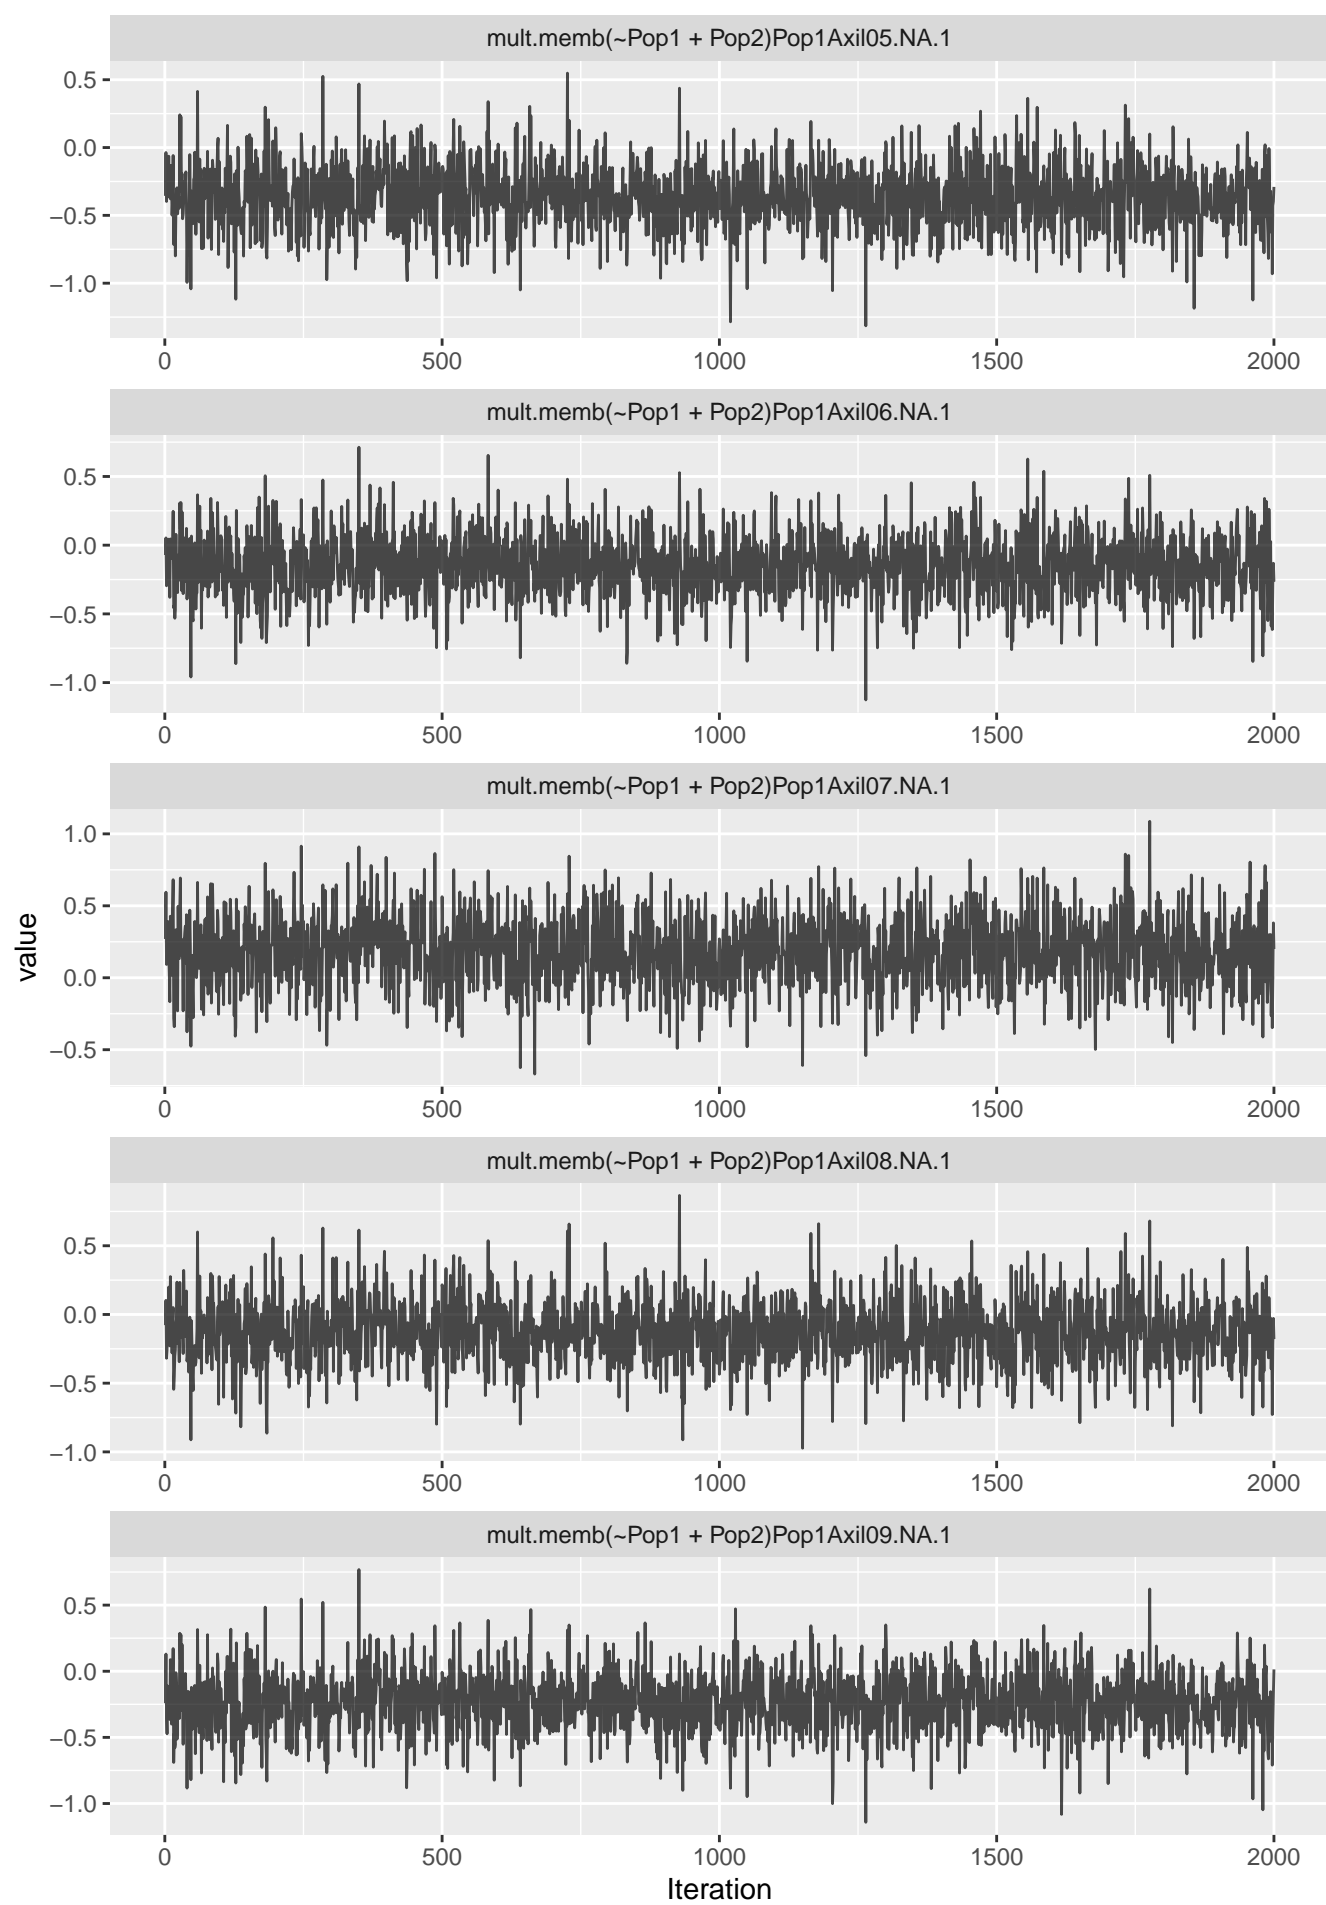 mult.memb(~Pop1 + Pop2)Pop1Axil05.NA.1
0.5
0.0
−0.5
−1.0
0 500 1000 1500 2000
mult.memb(~Pop1 + Pop2)Pop1Axil06.NA.1
0.5
0.0
−0.5
−1.0
0 500 1000 1500 2000
mult.memb(~Pop1 + Pop2)Pop1Axil07.NA.1
1.0
0.5
0.0
−0.5
0 500 1000 1500 2000
value
mult.memb(~Pop1 + Pop2)Pop1Axil08.NA.1
0.5
0.0
−0.5
−1.0
0 500 1000 1500 2000
mult.memb(~Pop1 + Pop2)Pop1Axil09.NA.1
0.5
0.0
−0.5
−1.0
0 500 1000 1500 2000
Iteration